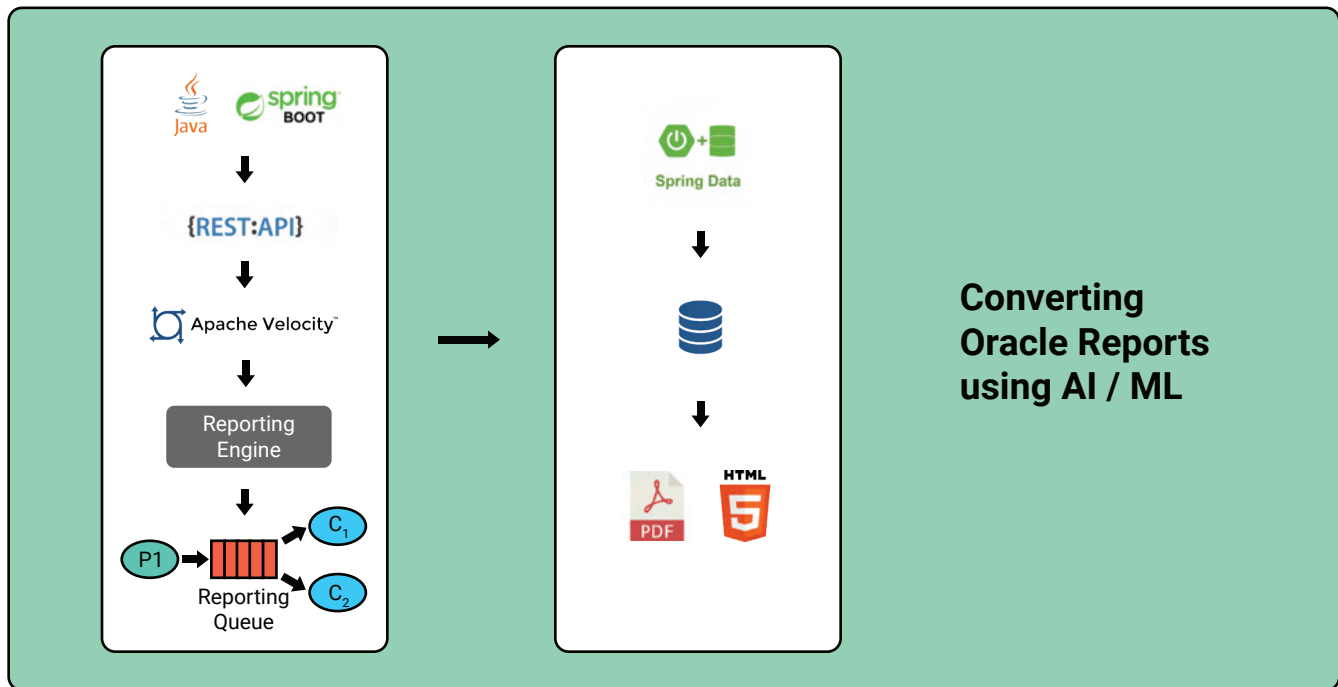 Java
spring
BOOT
{REST:API}
Apache Velocity™
Reporting
Engine
P1
C1
C2
Reporting
Queue
Spring Data
PDF
HTML
5
Converting
Oracle Reports
using AI / ML